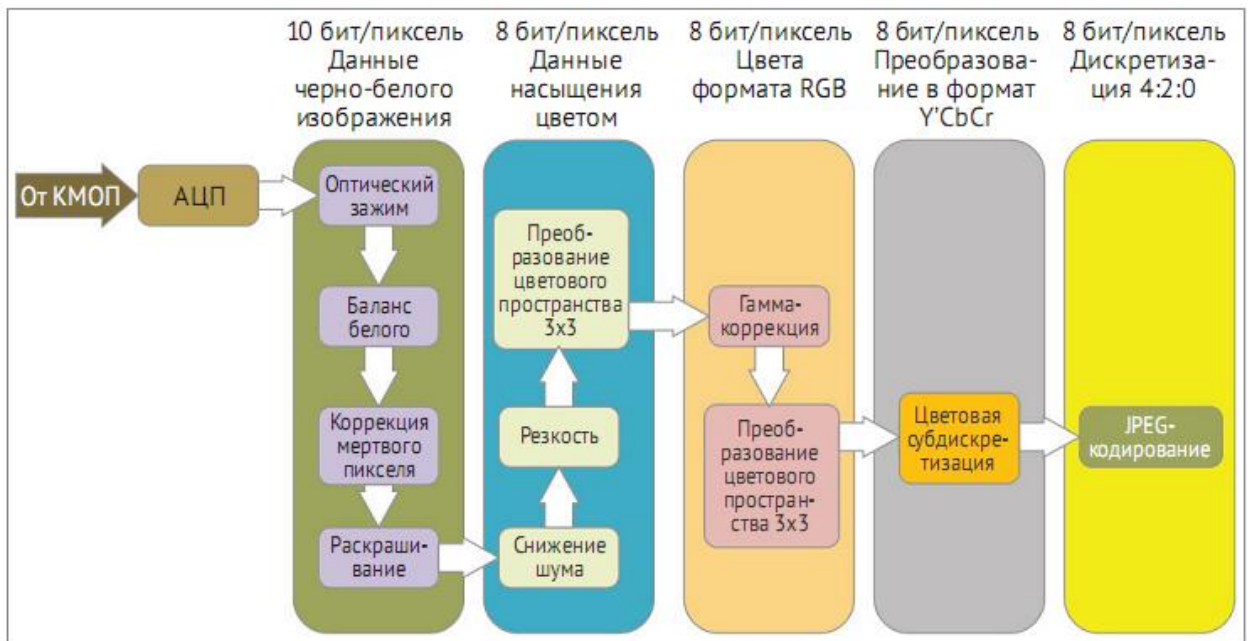 10 бит/пиксель
Данные
черно-белого
изображения
8 бит/пиксель
Данные
насыщения
цветом
8 бит/пиксель
Цвета
формата RGB
8 бит/пиксель
Преобразова-
ние в формат
Y'CbCr
8 бит/пиксель
Дискретиза-
ция 4:2:0
От КМОП
АЦП
Оптический
зажим
Баланс
белого
Коррекция
мертвого
пикселя
Раскраши-
вание
Преоб-
разование
цветового
пространства
3x3
Резкость
Снижение
шума
Гамма-
коррекция
Преоб-
разование
цветового
простран-
ства 3x3
Цветовая
субдискре-
тизация
JPEG-
кодирование